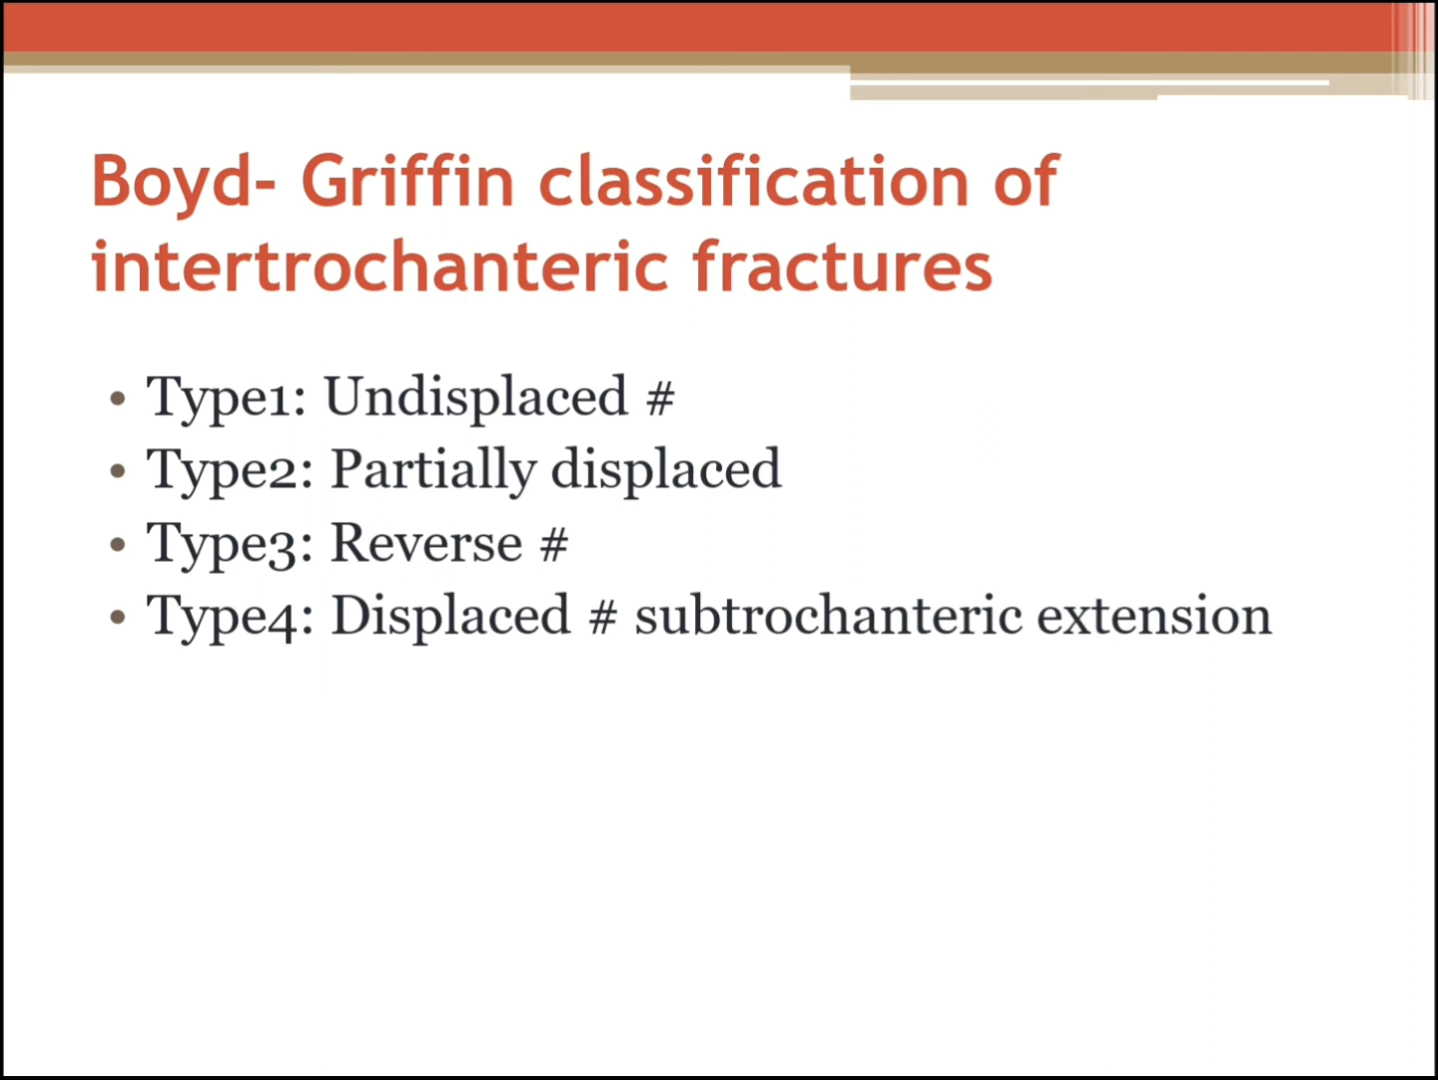 Boyd- Griffin classification of
intertrochanteric fractures
• Type1: Undisplaced #
• Type2: Partially displaced
• Type3: Reverse #
• Type4: Displaced # subtrochanteric extension